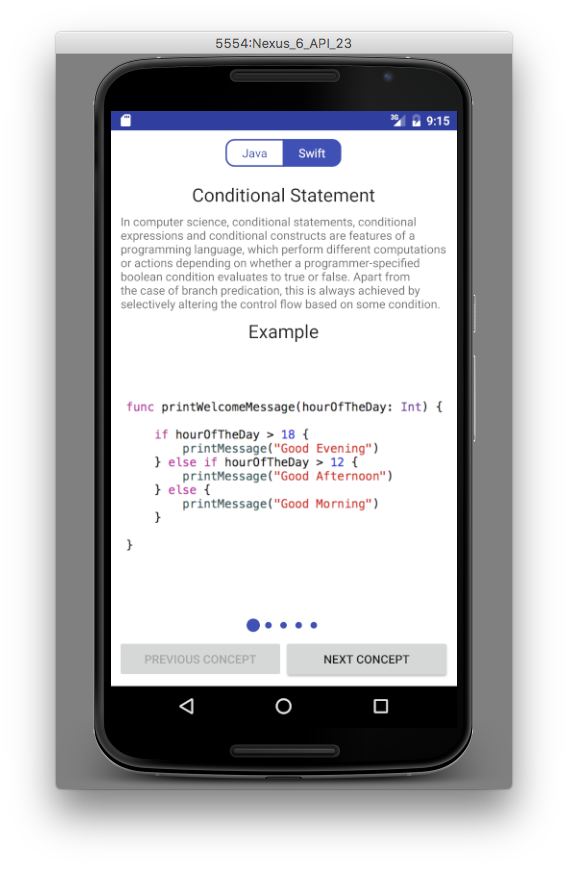 5554:Nexus_6_API_23
3G 9:15
Java Swift
Conditional Statement
In computer science, conditional statements, conditional
expressions and conditional constructs are features of a
programming language, which perform different computations
or actions depending on whether a programmer-specified
boolean condition evaluates to true or false. Apart from
the case of branch predication, this is always achieved by
selectively altering the control flow based on some condition.
Example
func printWelcomeMessage(hourOfTheDay: Int) {
if hourOfTheDay > 18 {
printMessage("Good Evening")
} else if hourOfTheDay > 12 {
printMessage("Good Afternoon")
} else {
printMessage("Good Morning")
}
}
PREVIOUS CONCEPT NEXT CONCEPT